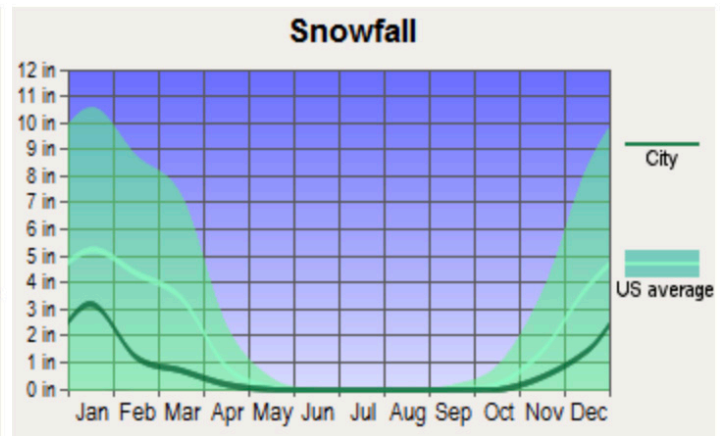 Snowfall
12 in
11 in
10 in
9 in
8 in
7 in
6 in
5 in
4 in
3 in
2 in
1 in
0 in
Jan Feb Mar Apr May Jun Jul Aug Sep Oct Nov Dec
City
US average